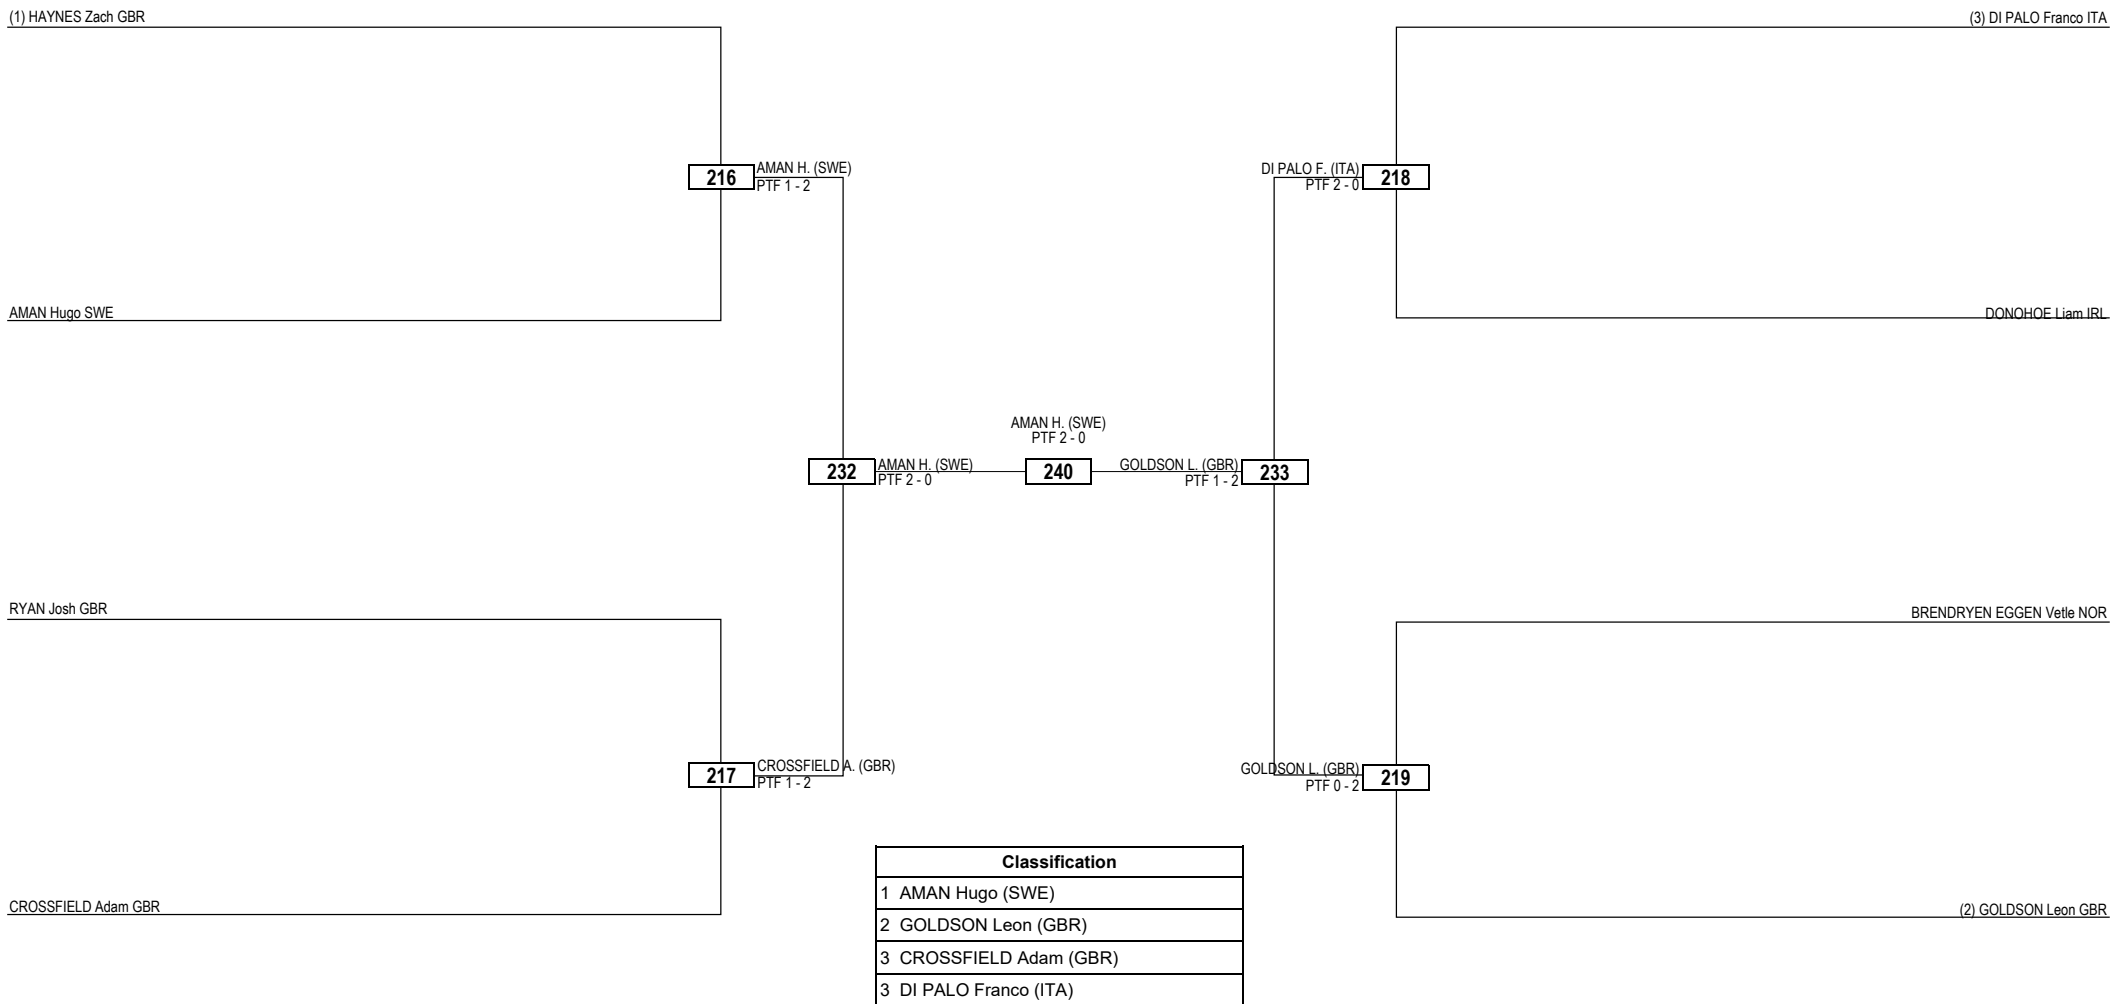 (1) HAYNES Zach GBR
(3) DI PALO Franco ITA
216
AMAN H. (SWE)
PTF 1 - 2
DI PALO F. (ITA)
PTF 2 - 0
218
AMAN Hugo SWE
DONOHOE Liam IRL
AMAN H. (SWE)
PTF 2 - 0
232
AMAN H. (SWE)
PTF 2 - 0
240
GOLDSON L. (GBR)
PTF 1 - 2
233
RYAN Josh GBR
BRENDRYEN EGGEN Vetle NOR
217
CROSSFIELD A. (GBR)
PTF 1 - 2
GOLDSON L. (GBR)
PTF 0 - 2
219
CROSSFIELD Adam GBR
(2) GOLDSON Leon GBR
Classification
1 AMAN Hugo (SWE)
2 GOLDSON Leon (GBR)
3 CROSSFIELD Adam (GBR)
3 DI PALO Franco (ITA)